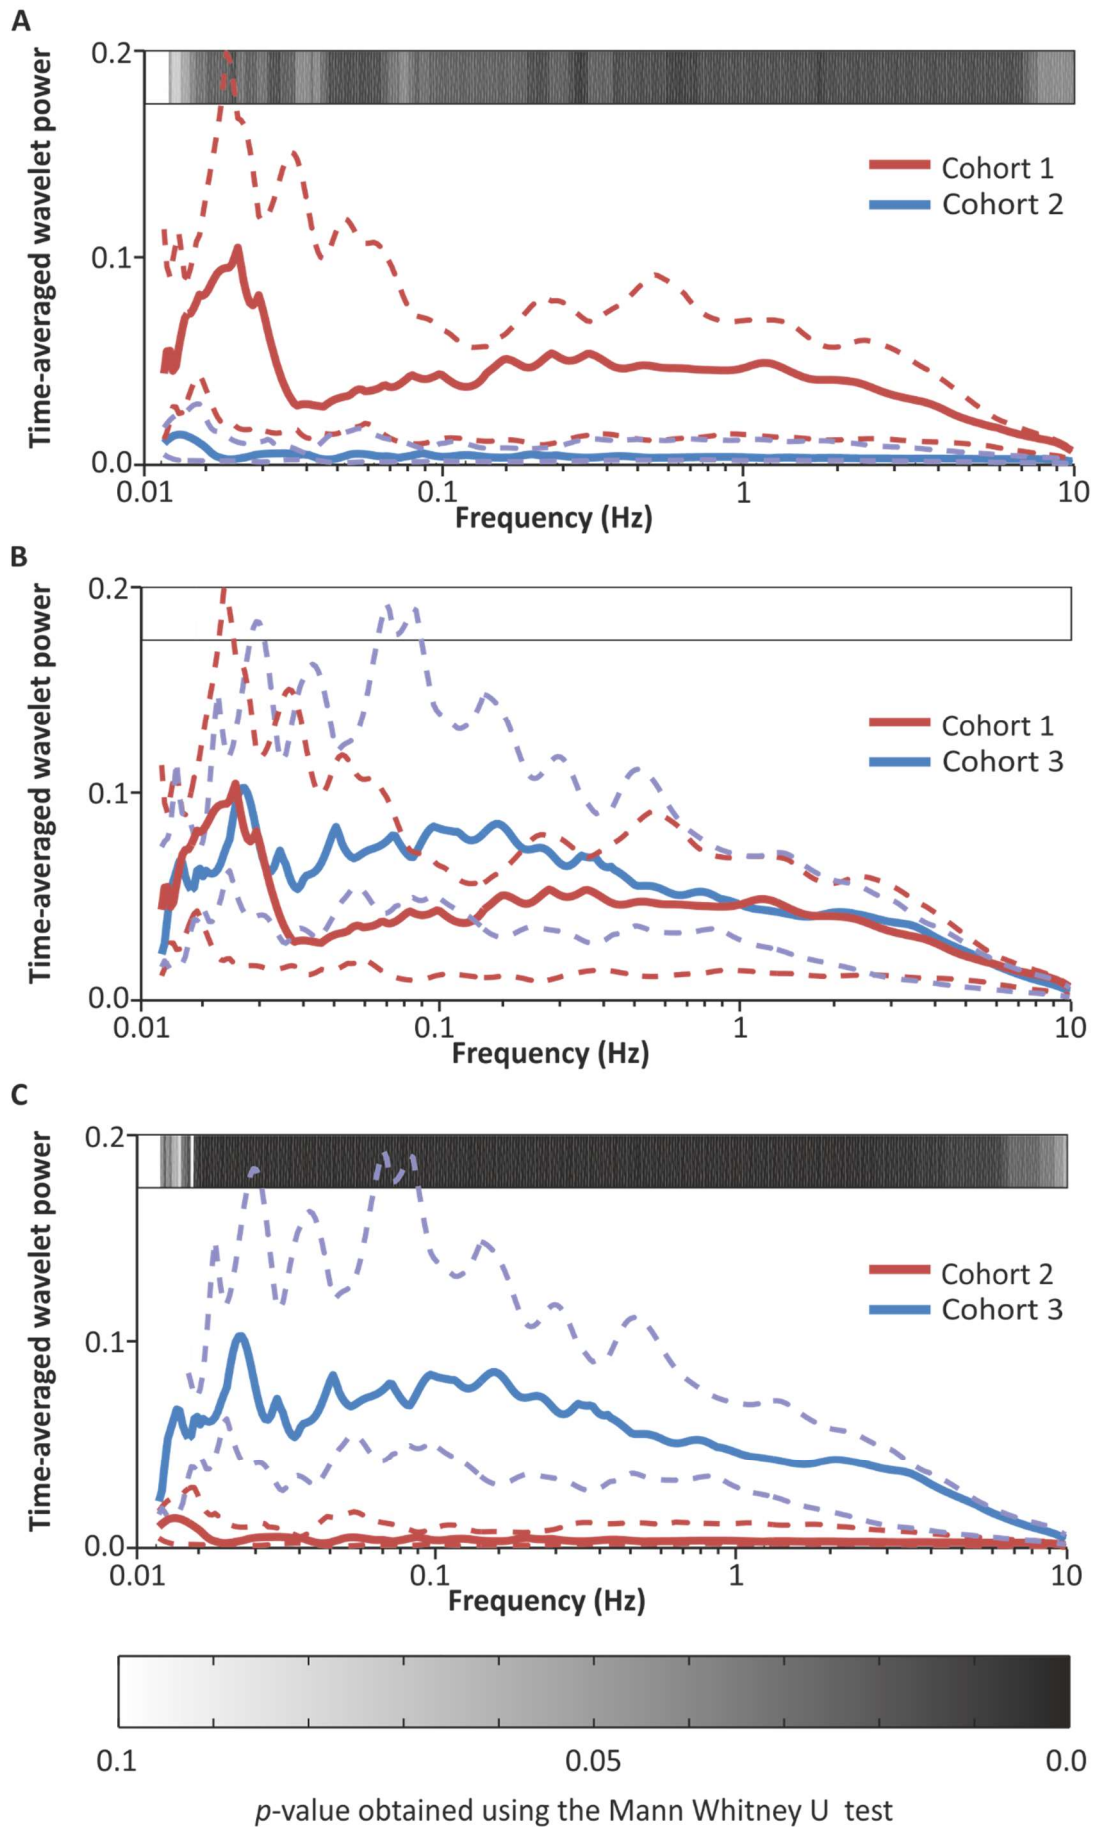 A
Time-averaged wavelet power
0.2
0.1
0.0
Cohort 1
Cohort 2
0.01
0.1
1
10
Frequency (Hz)
B
Time-averaged wavelet power
0.2
0.1
0.0
Cohort 1
Cohort 3
0.01
0.1
1
10
Frequency (Hz)
C
Time-averaged wavelet power
0.2
0.1
0.0
Cohort 2
Cohort 3
0.01
0.1
1
10
Frequency (Hz)
0.1
0.05
0.0
p-value obtained using the Mann Whitney U test